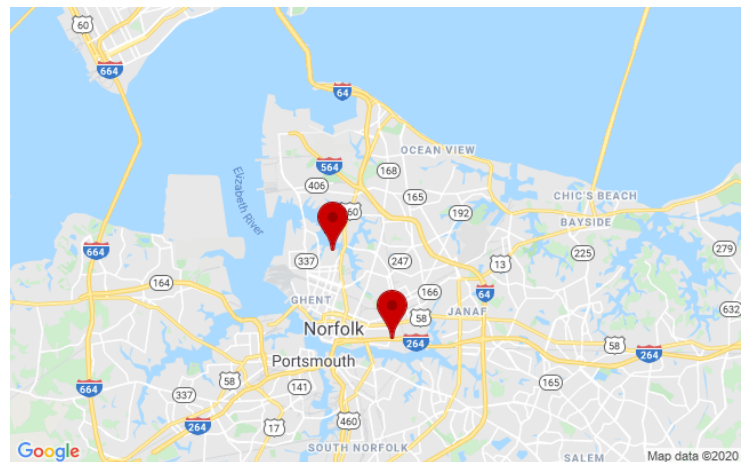 60
664
64
OCEAN VIEW
564
168
406
165
Elizabeth River
CHIC'S BEACH
60
192
BAYSIDE
664
337
247
13
225
279
164
GHENT
166
64
632
Norfolk
58
JANAF
264
58
264
Portsmouth
664
58
141
165
337
264
17
460
SOUTH NORFOLK
SALEM
Google
Map data ©2020